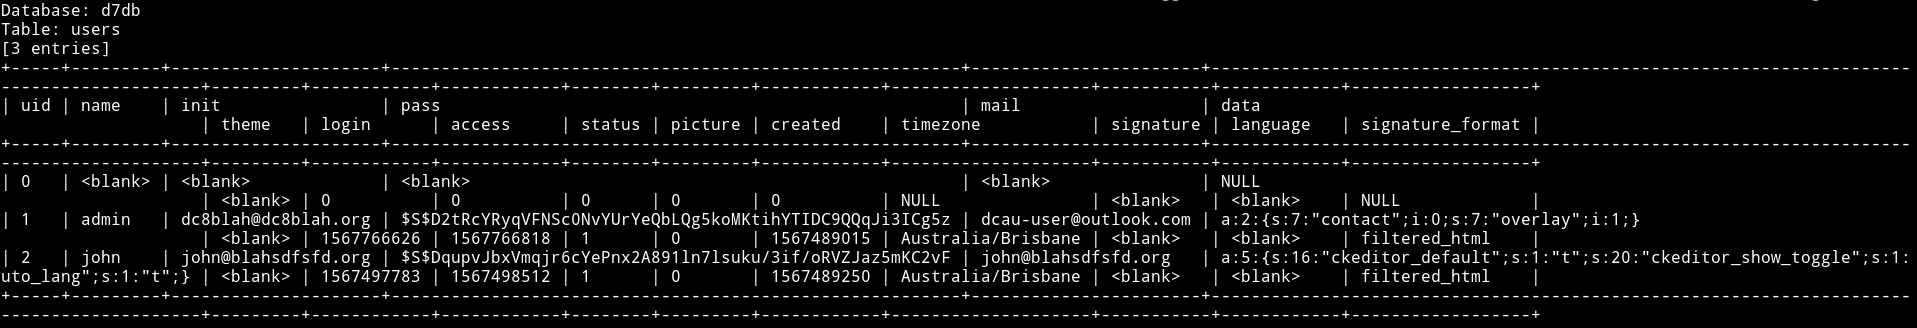 Database: d7db
Table: users
[3 entries]
| uid | name | init | pass | mail | data
| theme | login | access | status | picture | created | timezone | signature | language | signature_format |
| 0 | <blank> | <blank> | <blank> | <blank> | NULL
| <blank> | 0 | 0 | 0 | 0 | 0 | NULL | <blank> | <blank> | NULL |
| 1 | admin | dc8blah@dc8blah.org | $S$D2tRcYRyqVFNSc0NvYUrYeQbLQg5koMKtihYTIDC9QQqJi3ICg5z | dcau-user@outlook.com | a:2:{s:7:"contact";i:0;s:7:"overlay";i:1;}
| <blank> | 1567766626 | 1567766818 | 1 | 0 | 1567489015 | Australia/Brisbane | <blank> | <blank> | filtered_html |
| 2 | john | john@blahsdfsfd.org | $S$DqupvJbxVmqjr6cYePnx2A891ln7lsuku/3if/oRVZJaz5mKC2vF | john@blahsdfsfd.org | a:5:{s:16:"ckeditor_default";s:1:"t";s:20:"ckeditor_show_toggle";s:1:
uto_lang";s:1:"t";} | <blank> | 1567497783 | 1567498512 | 1 | 0 | 1567489250 | Australia/Brisbane | <blank> | <blank> | filtered_html |